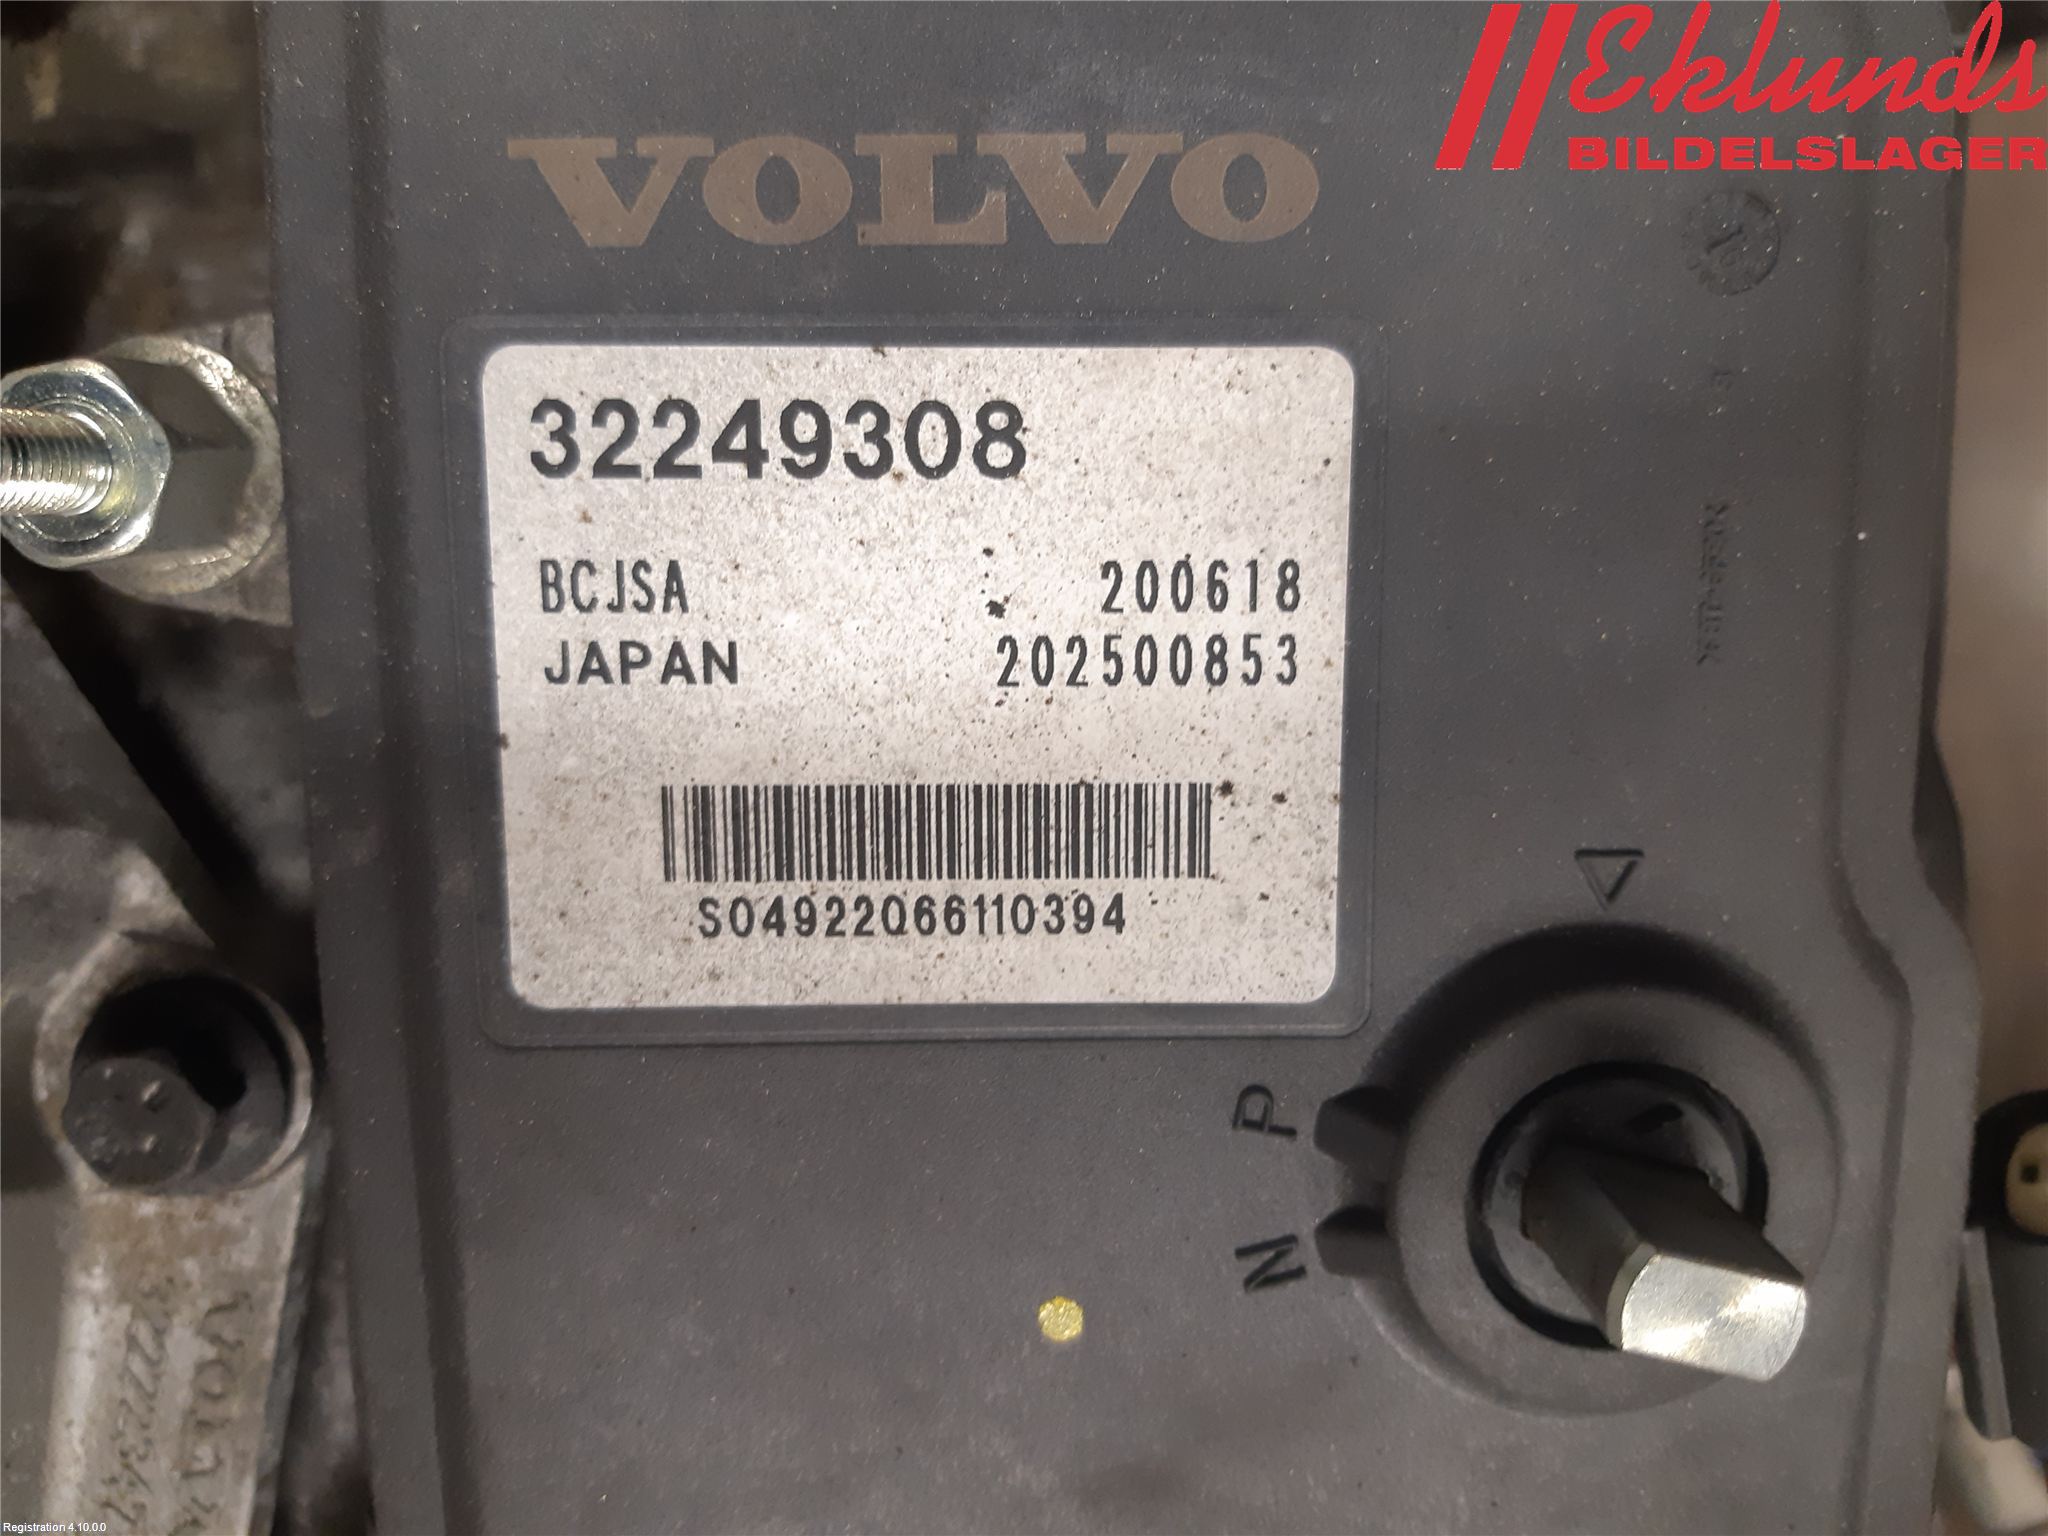 Eklunds
BILDELSLAGER
VOLVO
32249308
BCJSA 200618
JAPAN 202500853
S04922066110394
P
N
Registration 4.10.0.0